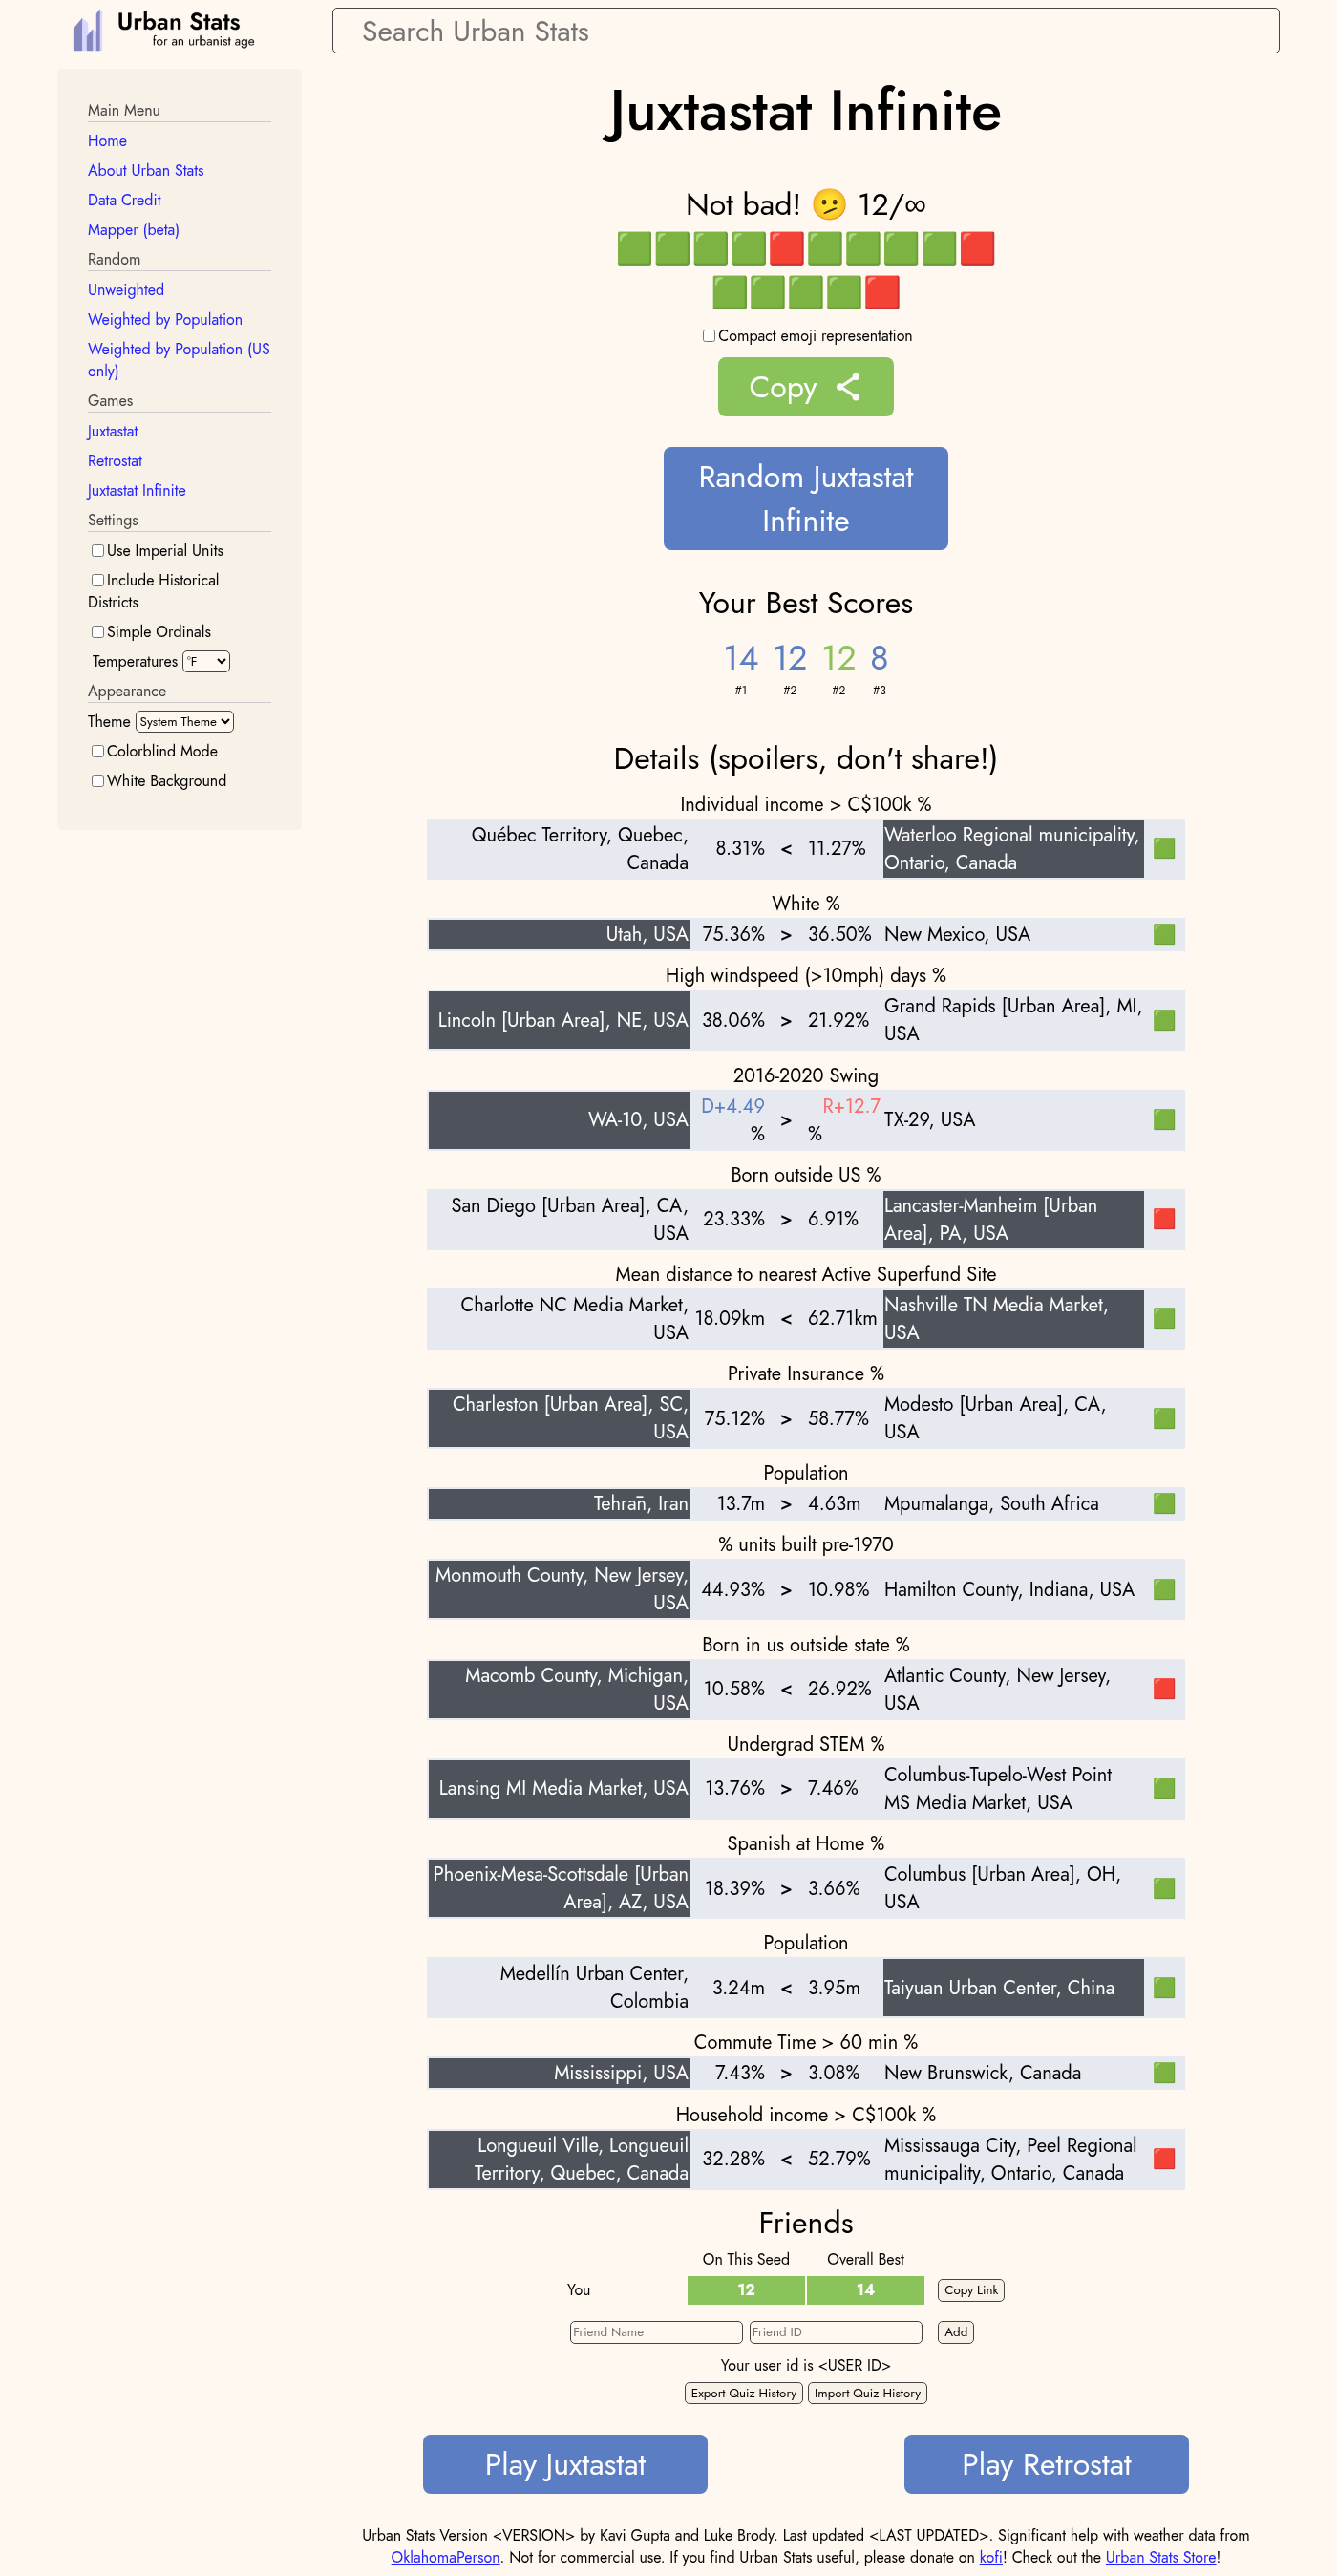 Urban Stats
for an urbanist age
Search Urban Stats
Main Menu
Home
About Urban Stats
Data Credit
Mapper (beta)
Random
Unweighted
Weighted by Population
Weighted by Population (US
only)
Games
Juxtastat
Retrostat
Juxtastat Infinite
Settings
Use Imperial Units
Include Historical
Districts
Simple Ordinals
Temperatures °F
Appearance
Theme System Theme
Colorblind Mode
White Background
Juxtastat Infinite
Not bad! 🫤 12/∞
🟩🟩🟩🟩🟥🟩🟩🟩🟩🟥
🟩🟩🟩🟩🟥
Compact emoji representation
Copy
Random Juxtastat
Infinite
Your Best Scores
14 12 12 8
#1 #2 #2 #3
Details (spoilers, don't share!)
Individual income > C$100k %
Québec Territory, Quebec,
Canada
8.31% < 11.27%
Waterloo Regional municipality,
Ontario, Canada
White %
Utah, USA 75.36% > 36.50% New Mexico, USA
High windspeed (>10mph) days %
Lincoln [Urban Area], NE, USA 38.06% > 21.92%
Grand Rapids [Urban Area], MI,
USA
2016-2020 Swing
WA-10, USA
D+4.49
%
>
R+12.7
%
TX-29, USA
Born outside US %
San Diego [Urban Area], CA,
USA
23.33% > 6.91%
Lancaster-Manheim [Urban
Area], PA, USA
Mean distance to nearest Active Superfund Site
Charlotte NC Media Market,
USA
18.09km < 62.71km
Nashville TN Media Market,
USA
Private Insurance %
Charleston [Urban Area], SC,
USA
75.12% > 58.77%
Modesto [Urban Area], CA,
USA
Population
Tehrān, Iran 13.7m > 4.63m Mpumalanga, South Africa
% units built pre-1970
Monmouth County, New Jersey,
USA
44.93% > 10.98% Hamilton County, Indiana, USA
Born in us outside state %
Macomb County, Michigan,
USA
10.58% < 26.92%
Atlantic County, New Jersey,
USA
Undergrad STEM %
Lansing MI Media Market, USA 13.76% > 7.46%
Columbus-Tupelo-West Point
MS Media Market, USA
Spanish at Home %
Phoenix-Mesa-Scottsdale [Urban
Area], AZ, USA
18.39% > 3.66%
Columbus [Urban Area], OH,
USA
Population
Medellín Urban Center,
Colombia
3.24m < 3.95m Taiyuan Urban Center, China
Commute Time > 60 min %
Mississippi, USA 7.43% > 3.08% New Brunswick, Canada
Household income > C$100k %
Longueuil Ville, Longueuil
Territory, Quebec, Canada
32.28% < 52.79%
Mississauga City, Peel Regional
municipality, Ontario, Canada
Friends
On This Seed Overall Best
You 12 14 Copy Link
Friend Name Friend ID Add
Your user id is <USER ID>
Export Quiz History Import Quiz History
Play Juxtastat Play Retrostat
Urban Stats Version <VERSION> by Kavi Gupta and Luke Brody. Last updated <LAST UPDATED>. Significant help with weather data from
OklahomaPerson. Not for commercial use. If you find Urban Stats useful, please donate on kofi! Check out the Urban Stats Store!